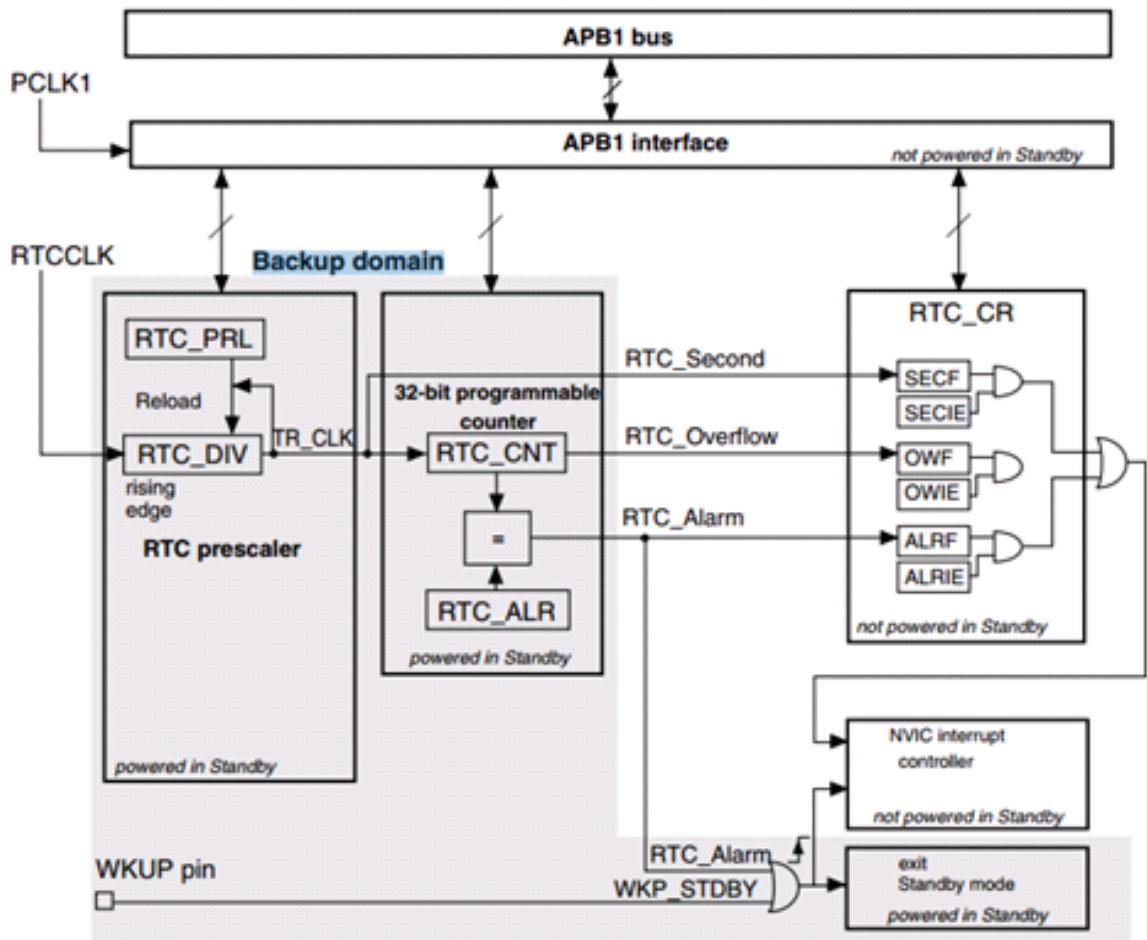 APB1 bus
PCLK1
APB1 interface
not powered in Standby
RTCCLK
Backup domain
RTC_PRL
Reload
RTC_DIV
TR_CLK
rising
edge
RTC prescaler
powered in Standby
32-bit programmable
counter
RTC_CNT
=
RTC_ALR
powered in Standby
RTC_Second
RTC_Overflow
RTC_Alarm
RTC_CR
SECF
SECIE
OWF
OWIE
ALRF
ALRIE
not powered in Standby
NVIC interrupt
controller
not powered in Standby
WKUP pin
RTC_Alarm
WKP_STDBY
exit
Standby mode
powered in Standby